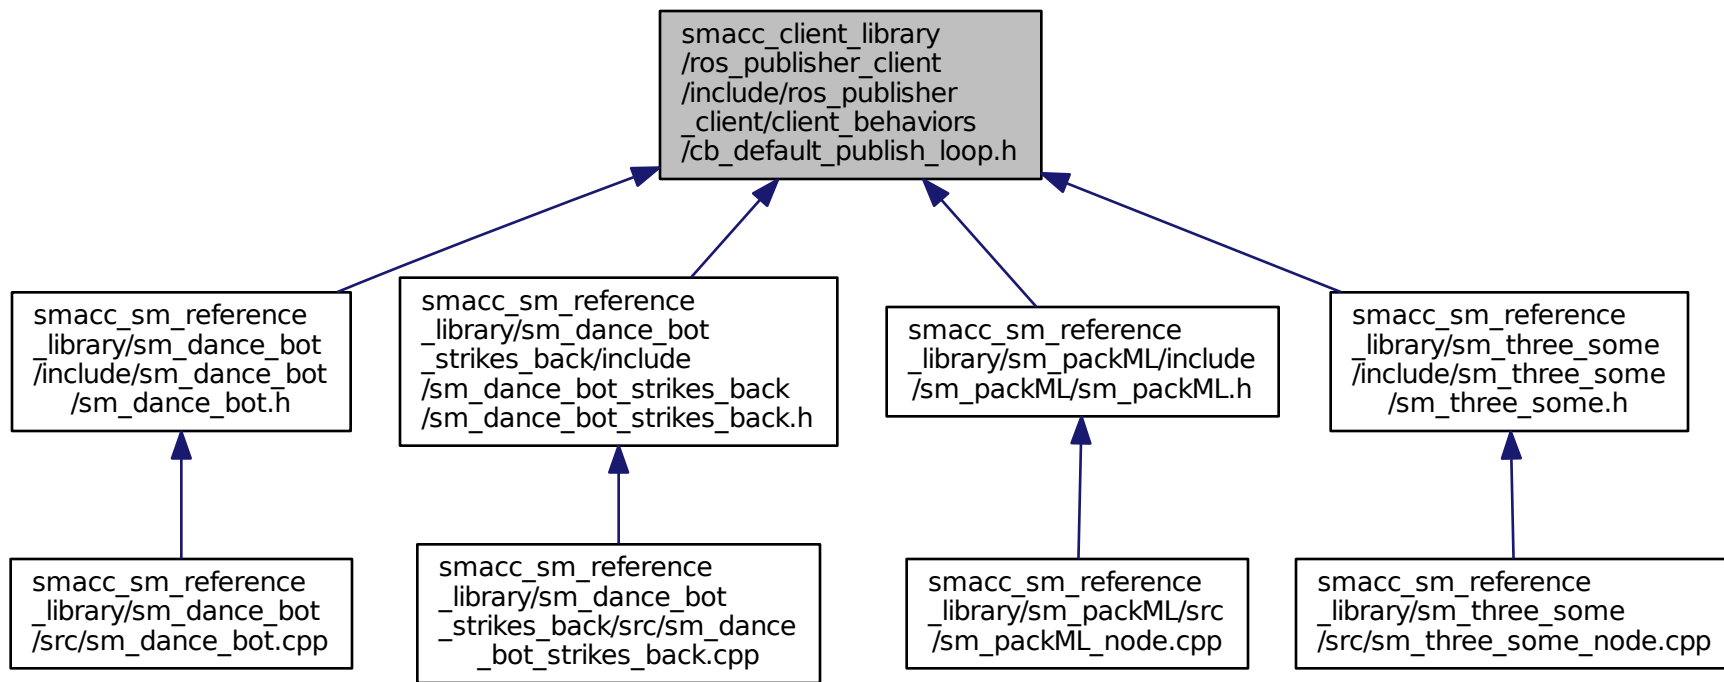 smacc_client_library
/ros_publisher_client
/include/ros_publisher
_client/client_behaviors
/cb_default_publish_loop.h
smacc_sm_reference
_library/sm_dance_bot
/include/sm_dance_bot
/sm_dance_bot.h
smacc_sm_reference
_library/sm_dance_bot
_strikes_back/include
/sm_dance_bot_strikes_back
/sm_dance_bot_strikes_back.h
smacc_sm_reference
_library/sm_packML/include
/sm_packML/sm_packML.h
smacc_sm_reference
_library/sm_three_some
/include/sm_three_some
/sm_three_some.h
smacc_sm_reference
_library/sm_dance_bot
/src/sm_dance_bot.cpp
smacc_sm_reference
_library/sm_dance_bot
_strikes_back/src/sm_dance
_bot_strikes_back.cpp
smacc_sm_reference
_library/sm_packML/src
/sm_packML_node.cpp
smacc_sm_reference
_library/sm_three_some
/src/sm_three_some_node.cpp